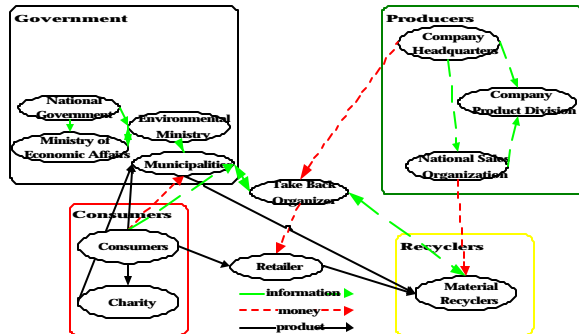 Government
Producers
Company
Headquarters
National
Government
Environmental
Ministry
Company
Product Division
Ministry of
Economic Affairs
Municipalities
National Sales
Organization
Take Back
Organizer
Consumers
Consumers
Retailer
Recyclers
Material
Recyclers
Charity
information
money
product